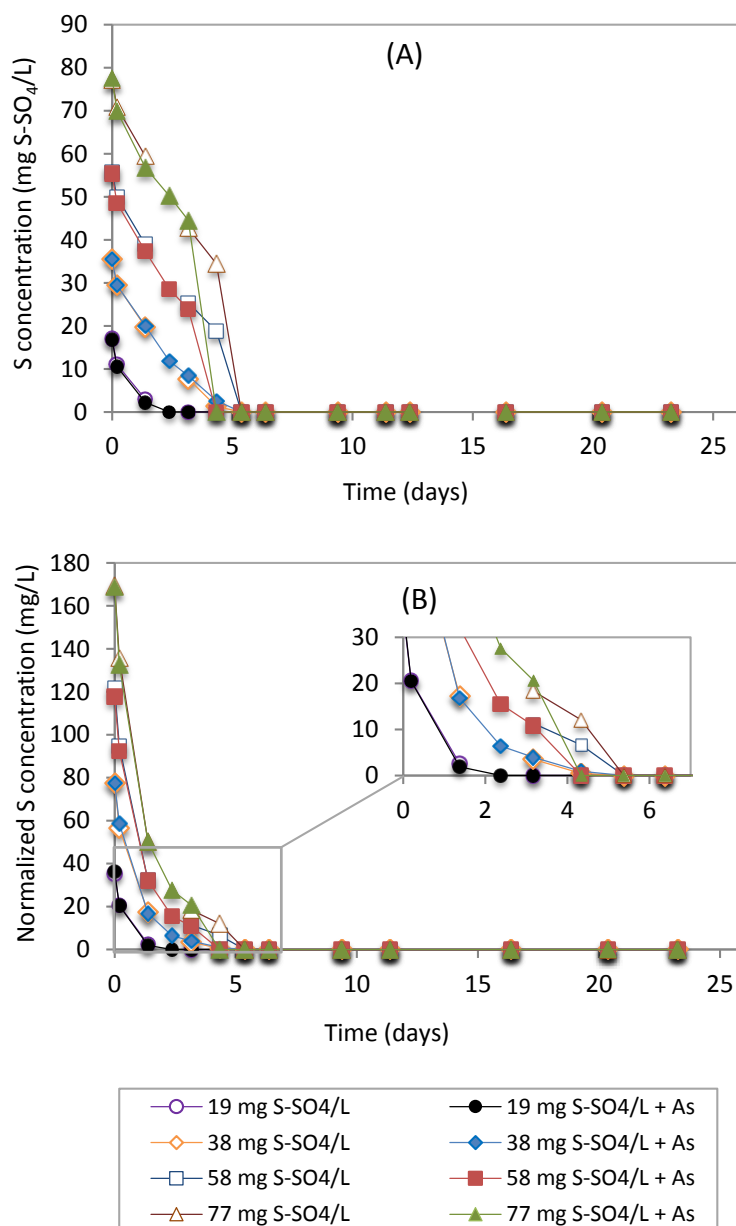 (A)
S concentration (mg S-SO4/L)
90
80
70
60
50
40
30
20
10
0
0 5 10 15 20 25
Time (days)
(B)
Normalized S concentration (mg/L)
180
160
140
120
100
80
60
40
20
0
30
20
10
0
0 2 4 6
0 5 10 15 20 25
Time (days)
19 mg S-SO4/L 19 mg S-SO4/L + As
38 mg S-SO4/L 38 mg S-SO4/L + As
58 mg S-SO4/L 58 mg S-SO4/L + As
77 mg S-SO4/L 77 mg S-SO4/L + As